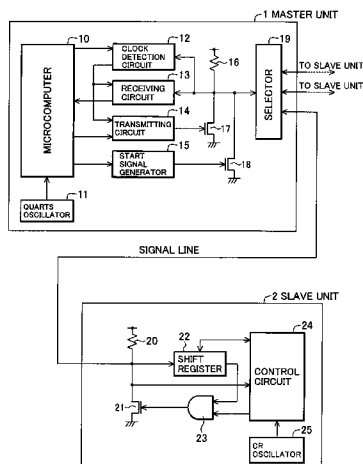 1 MASTER UNIT
10
12
19
CLOCK
DETECTION
CIRCUIT
16
TO SLAVE UNIT
13
RECEIVING
CIRCUIT
TO SLAVE UNIT
MICROCOMPUTER
SELECTOR
14
TRANSMITTING
CIRCUIT
17
15
START
SIGNAL
GENERATOR
18
11
QUARTS
OSCILLATOR
SIGNAL LINE
2 SLAVE UNIT
20
22
24
SHIFT
REGISTER
CONTROL
CIRCUIT
21
23
25
CR
OSCILLATOR